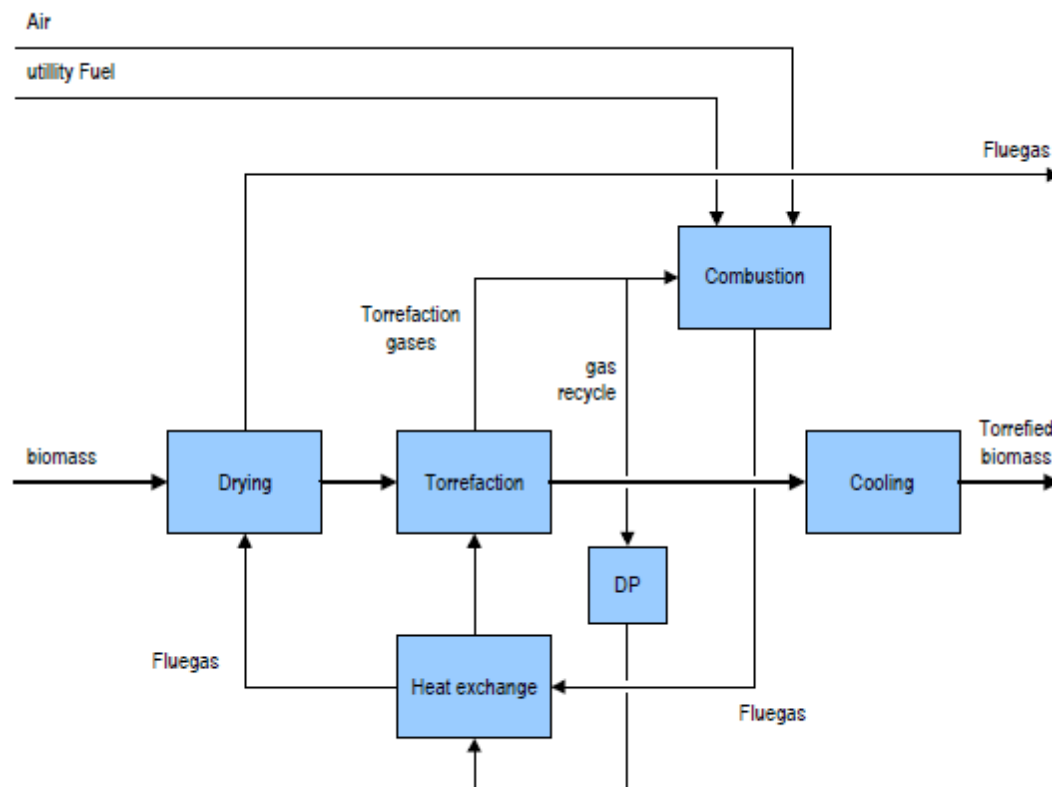 Air
utillity Fuel
Fluegas
Combustion
Torrefaction
gases
gas
recycle
biomass
Drying
Torrefaction
Cooling
Torrefied
biomass
DP
Fluegas
Heat exchange
Fluegas